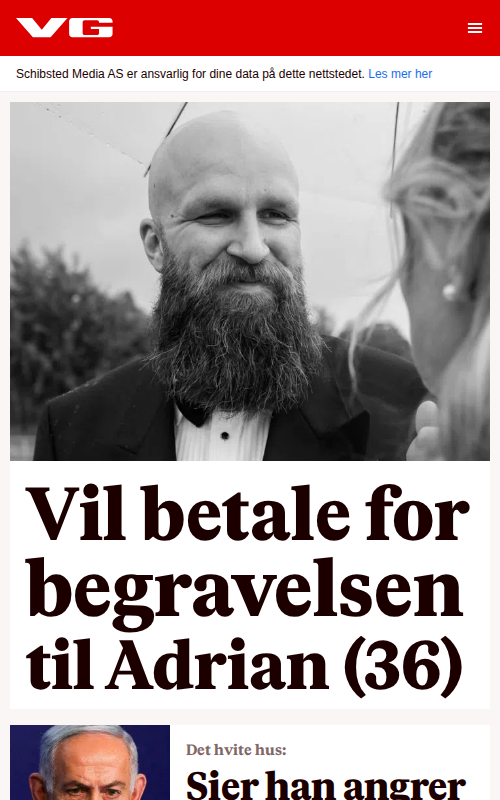 VG
Schibsted Media AS er ansvarlig for dine data på dette nettstedet. Les mer her
Vil betale for
begravelsen
til Adrian (36)
Det hvite hus:
Sier han angrer